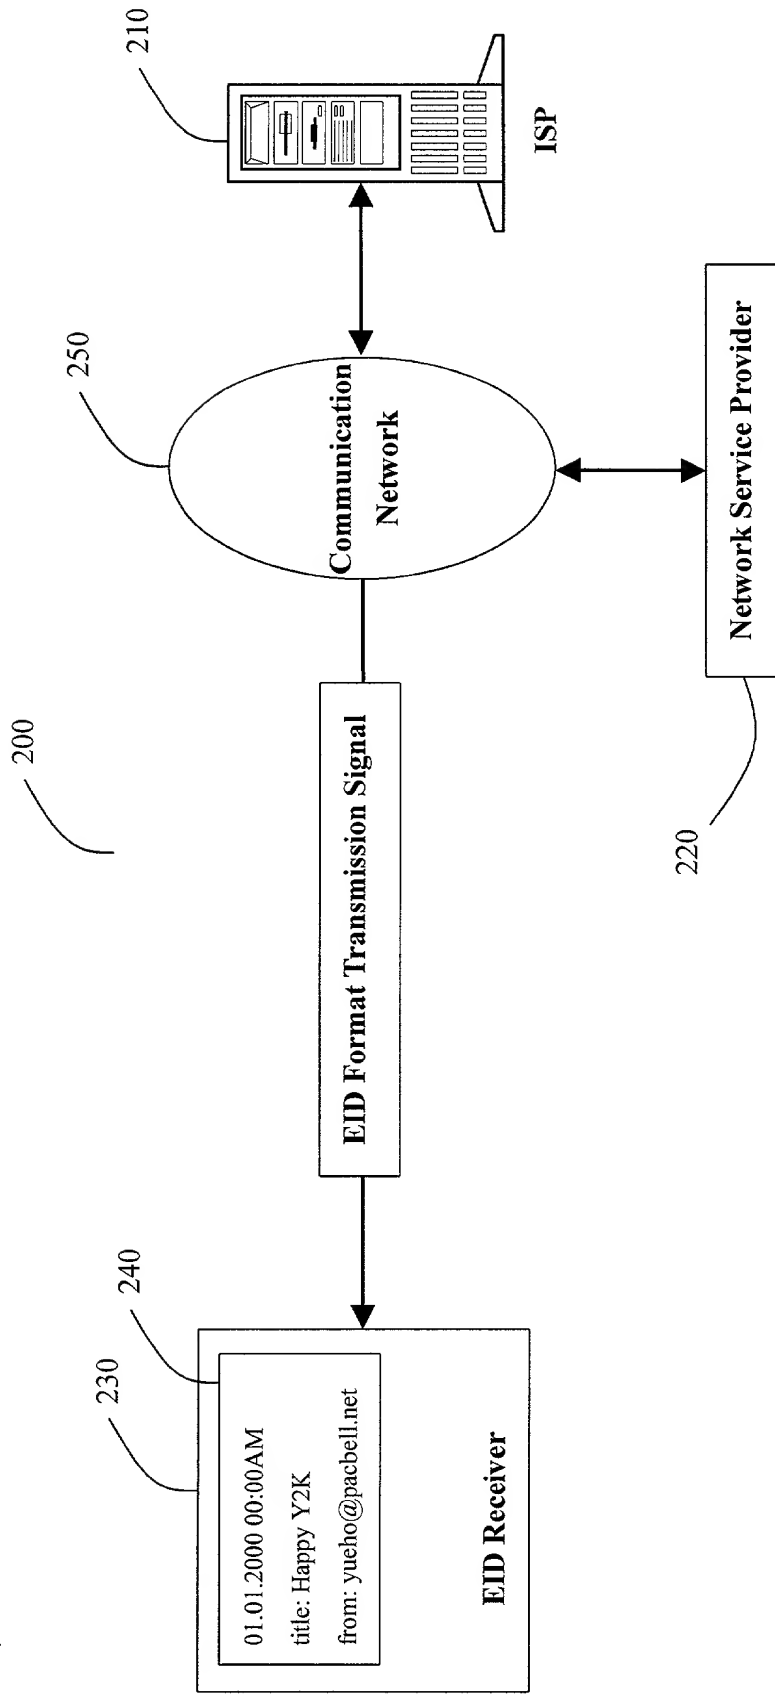 200
230
240
01.01.2000 00:00AM
title: Happy Y2K
from: yueho@pacbell.net
EID Receiver
EID Format Transmission Signal
250
Communication
Network
210
ISP
220
Network Service Provider